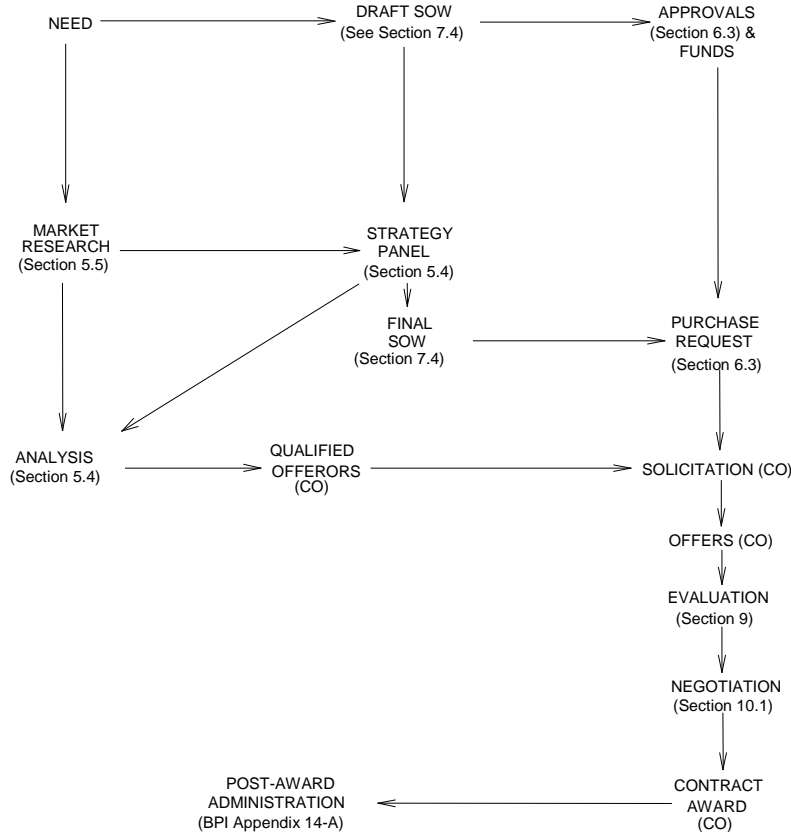 NEED
DRAFT SOW
(See Section 7.4)
APPROVALS
(Section 6.3) &
FUNDS
MARKET
RESEARCH
(Section 5.5)
STRATEGY
PANEL
(Section 5.4)
FINAL
SOW
(Section 7.4)
PURCHASE
REQUEST
(Section 6.3)
ANALYSIS
(Section 5.4)
QUALIFIED
OFFERORS
(CO)
SOLICITATION (CO)
OFFERS (CO)
EVALUATION
(Section 9)
NEGOTIATION
(Section 10.1)
CONTRACT
AWARD
(CO)
POST-AWARD
ADMINISTRATION
(BPI Appendix 14-A)